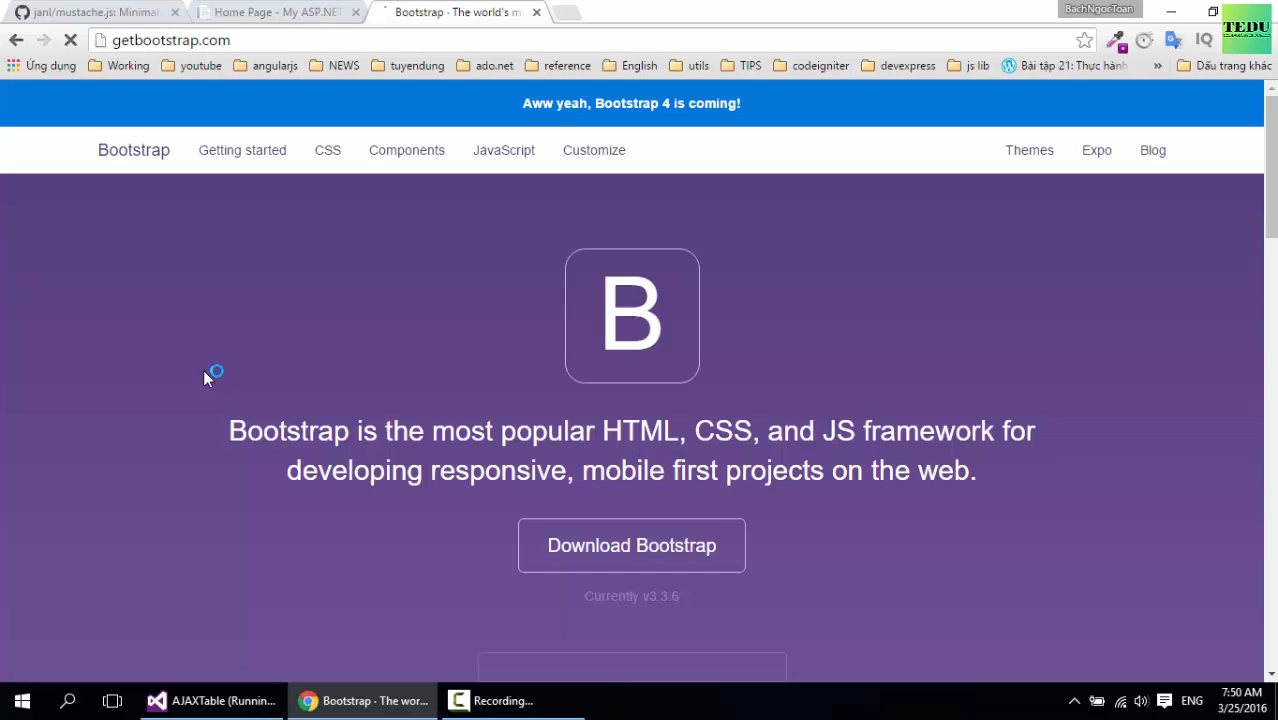 janl/mustache.js: Minimal
Home Page - My ASP.NET
Bootstrap · The world's m
BachNgocToan
TEDU
getbootstrap.com
IQ
Ứng dụng
Working
youtube
angularjs
NEWS
tuyendung
ado.net
reference
English
utils
TIPS
codeigniter
devexpress
js lib
Bài tập 21: Thực hành
»
Dấu trang khác
Aww yeah, Bootstrap 4 is coming!
Bootstrap
Getting started
CSS
Components
JavaScript
Customize
Themes
Expo
Blog
B
Bootstrap is the most popular HTML, CSS, and JS framework for
developing responsive, mobile first projects on the web.
Download Bootstrap
Currently v3.3.6
AJAXTable (Runnin...
Bootstrap · The wor...
Recording...
ENG
7:50 AM
3/25/2016